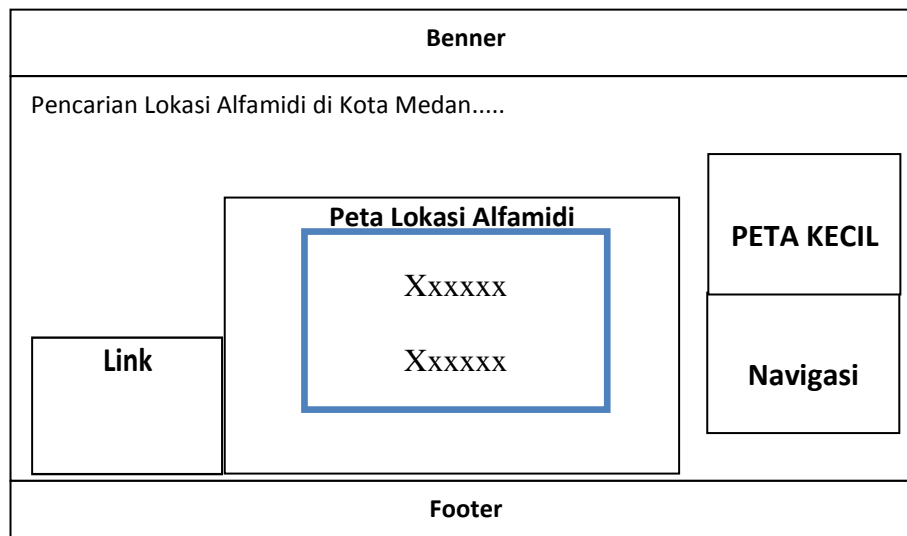 Benner
Pencarian Lokasi Alfamidi di Kota Medan.....
Peta Lokasi Alfamidi
Xxxxxx
Xxxxxx
Link
PETA KECIL
Navigasi
Footer